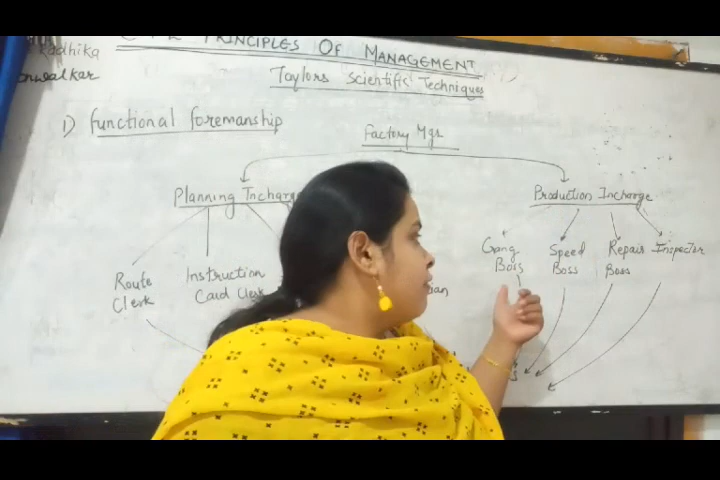 Radhika
PRINCIPLES OF MANAGEMENT
Taylors Scientific Techniques
1) functional foremanship
Factory Mgr
Planning Incharge
Production Incharge
Route Clerk
Instruction Card Clerk
Gang Boss
Speed Boss
Repair Boss
Inspector